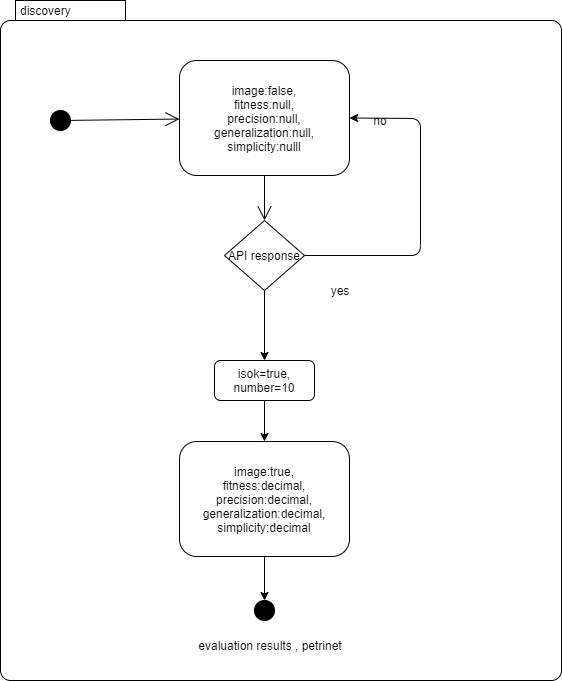 discovery
image:false,
fitness:null,
precision:null,
generalization:null,
simplicity:nulll
no
API response
yes
isok=true,
number=10
image:true,
fitness:decimal,
precision:decimal,
generalization:decimal,
simplicity:decimal
evaluation results , petrinet